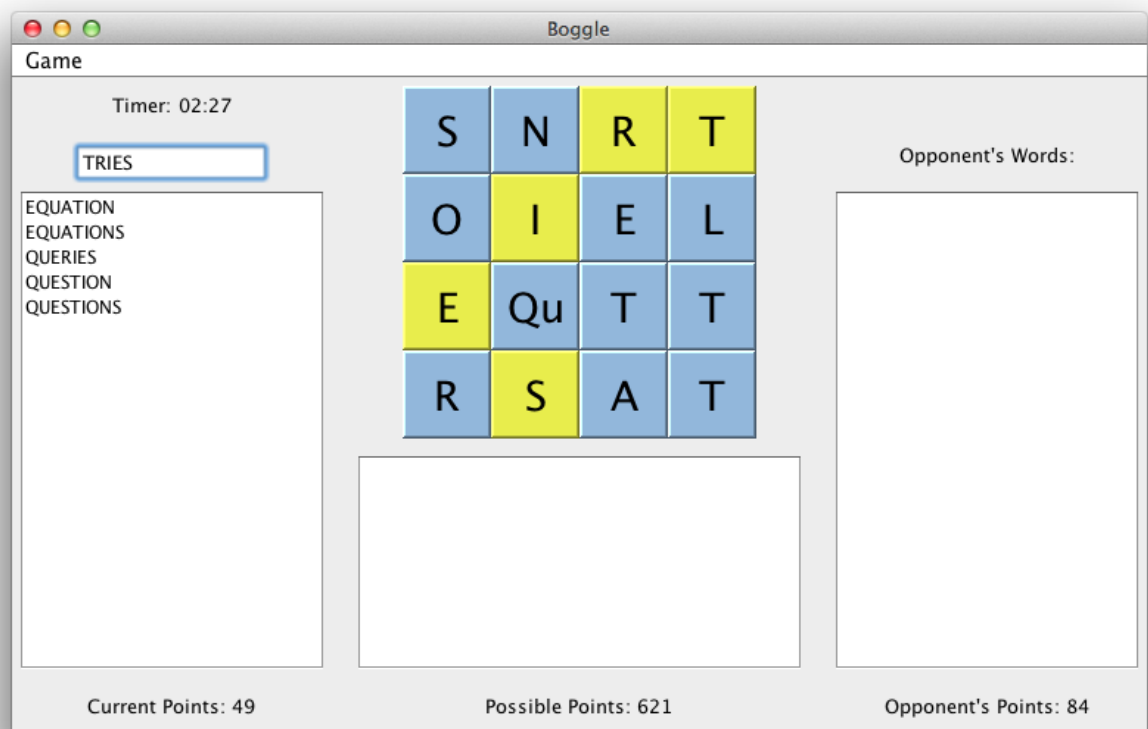 Boggle
Game
Timer: 02:27
TRIES
EQUATION
EQUATIONS
QUERIES
QUESTION
QUESTIONS
Current Points: 49
S N R T
O I E L
E Qu T T
R S A T
Possible Points: 621
Opponent's Words:
Opponent's Points: 84